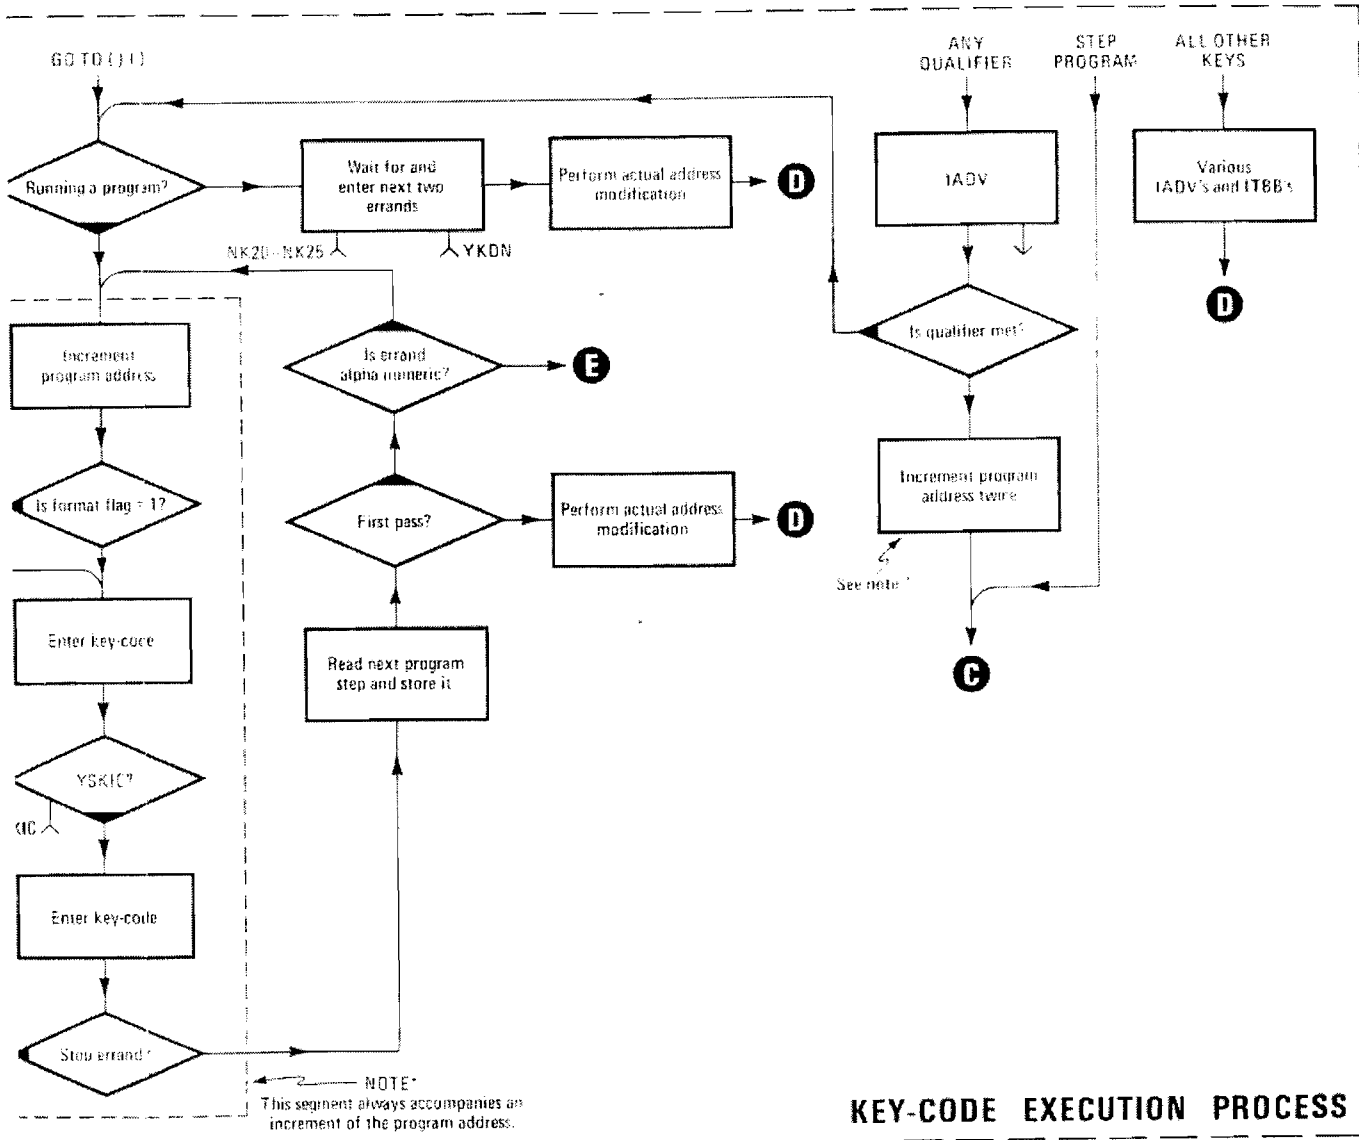 GO TO ( ) ( )
ANY
QUALIFIER
STEP
PROGRAM
ALL OTHER
KEYS
Running a program?
Wait for and
enter next two
errands
Perform actual address
modification
D
1ADV
Various
1ADV's and 1TBB's
NK20–NK25
YKDN
D
Increment
program address
Is errand
alpha numeric?
E
Is qualifier met?
Is format flag = 1?
First pass?
Perform actual address
modification
D
Increment program
address twice
See note *
Enter key-code
Read next program
step and store it
C
YSKIC?
KIC
Enter key-code
Stop errand?
NOTE*
This segment always accompanies an
increment of the program address.
KEY-CODE EXECUTION PROCESS